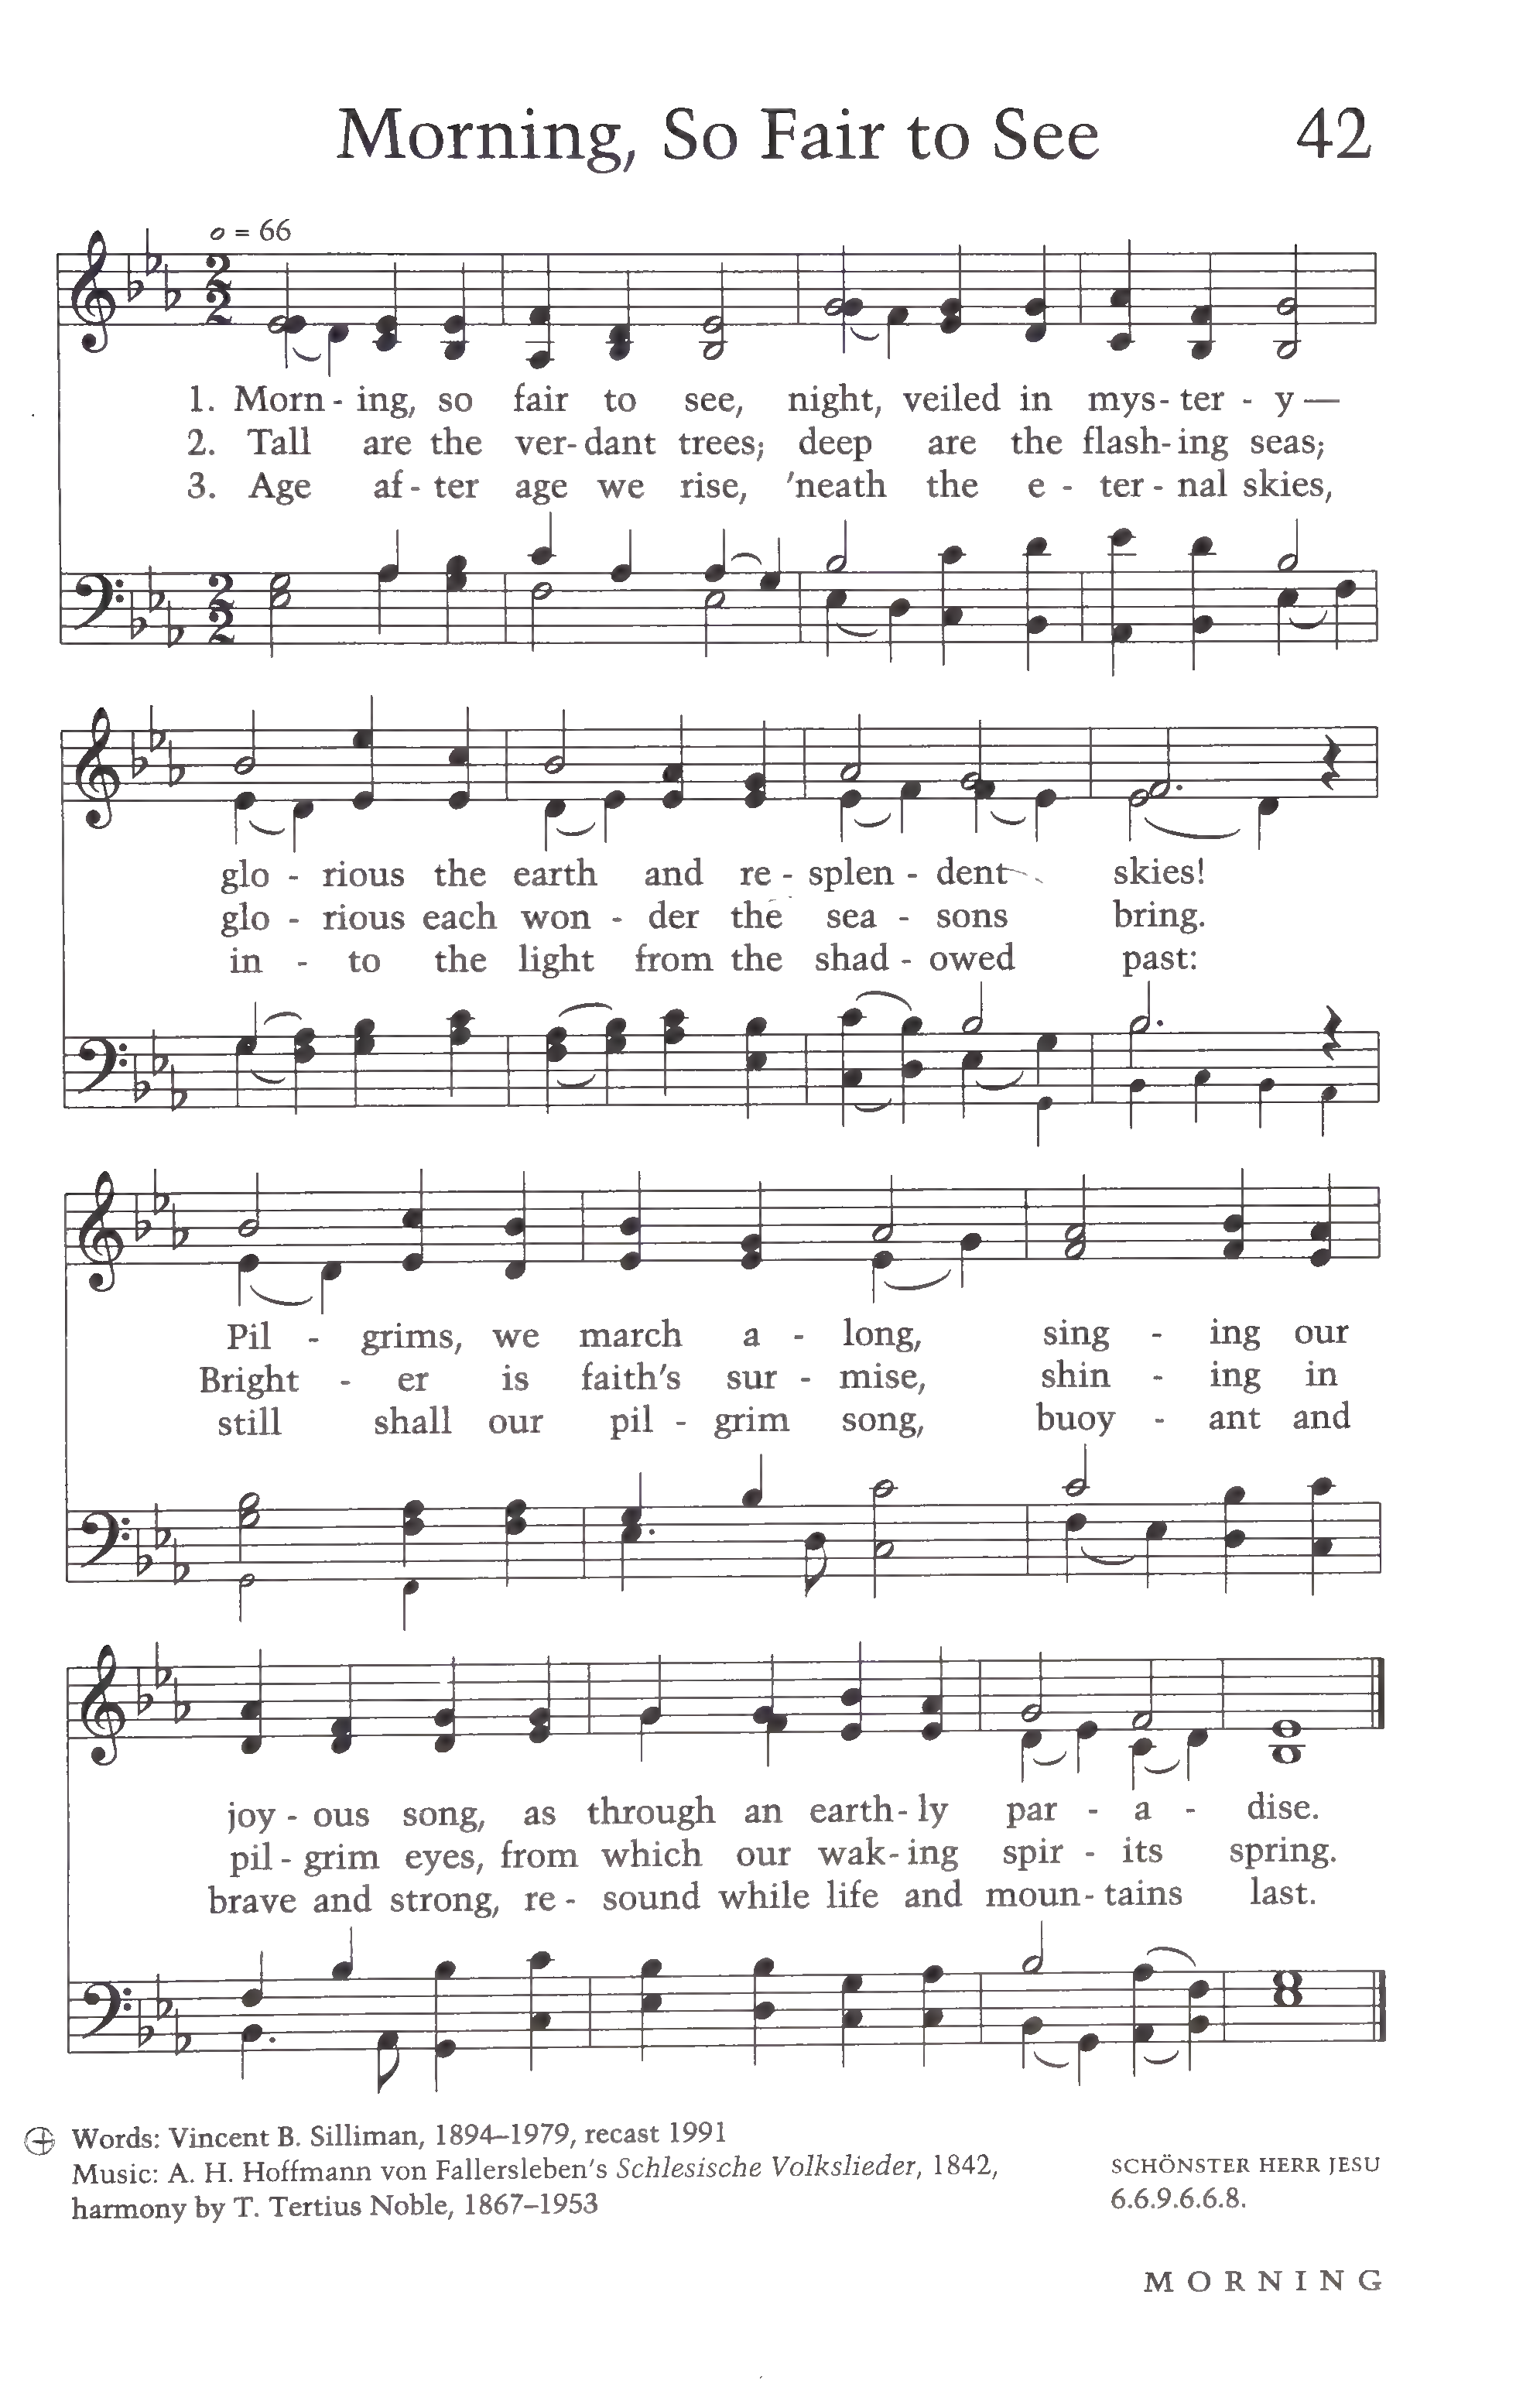 Morning, So Fair to See 42
= 66
2
2
1. Morn - ing, so fair to see, night, veiled in mys - ter - y —
2. Tall are the ver - dant trees; deep are the flash - ing seas;
3. Age af - ter age we rise, 'neath the e - ter - nal skies,
2
2
glo - rious the earth and re - splen - dent skies!
glo - rious each won - der the sea - sons bring.
in - to the light from the shad - owed past:
Pil - grims, we march a - long, sing - ing our
Bright - er is faith's sur - mise, shin - ing in
still shall our pil - grim song, buoy - ant and
joy - ous song, as through an earth - ly par - a - dise.
pil - grim eyes, from which our wak - ing spir - its spring.
brave and strong, re - sound while life and moun - tains last.
Words: Vincent B. Silliman, 1894–1979, recast 1991
Music: A. H. Hoffmann von Fallersleben's Schlesische Volkslieder, 1842,
harmony by T. Tertius Noble, 1867–1953
SCHÖNSTER HERR JESU
6.6.9.6.6.8.
MORNING